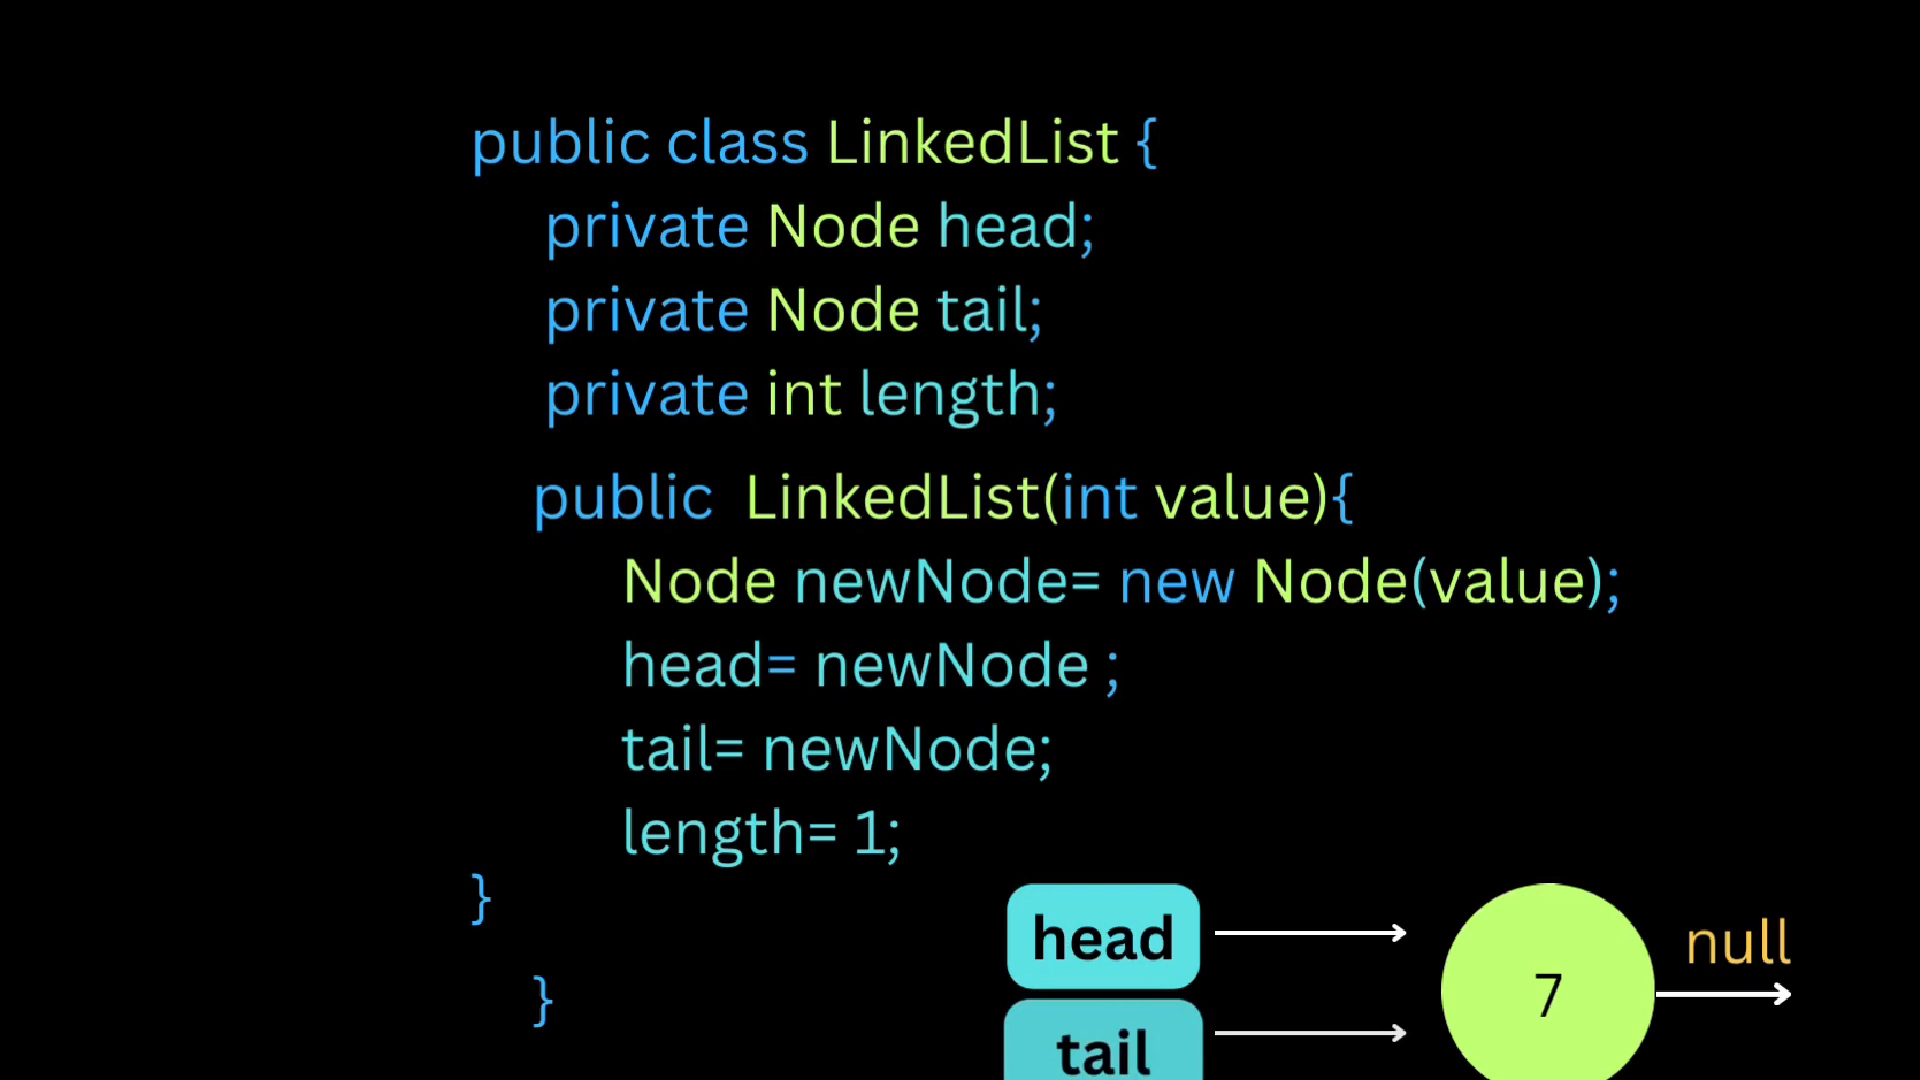 public class LinkedList {
private Node head;
private Node tail;
private int length;
public LinkedList(int value){
Node newNode= new Node(value);
head= newNode ;
tail= newNode;
length= 1;
}
head
null
7
}
tail